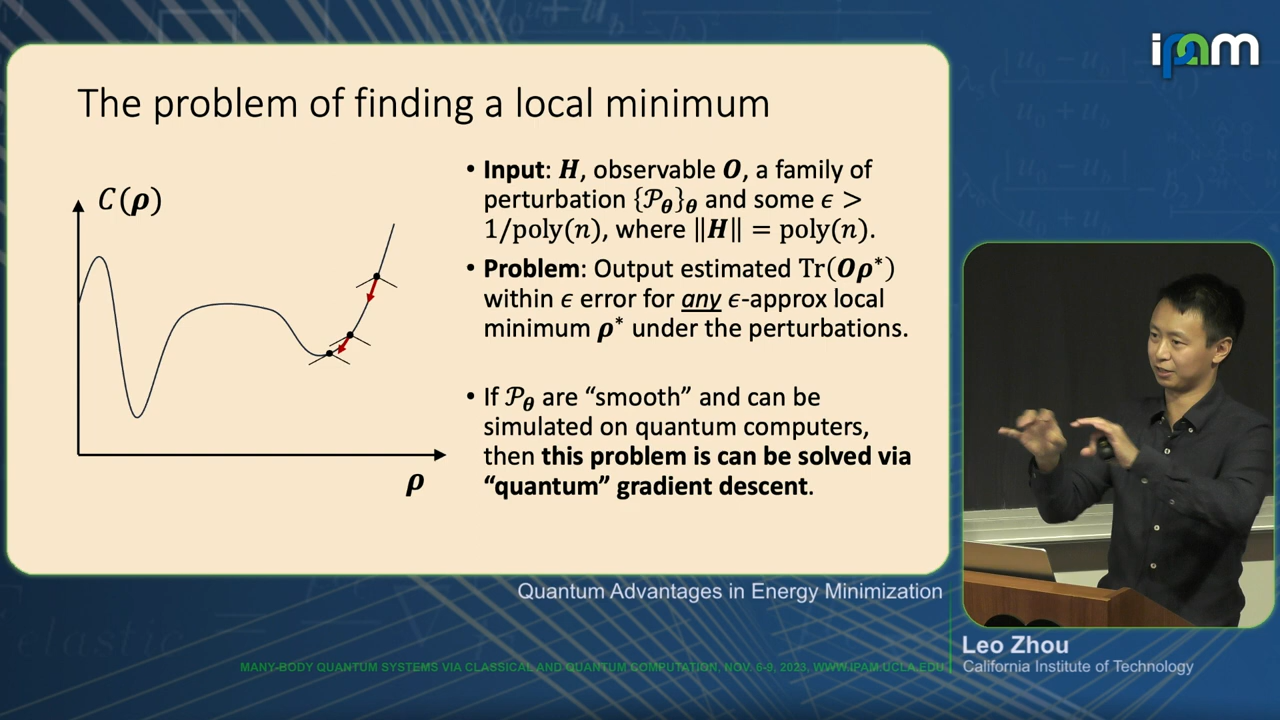 ipam
The problem of finding a local minimum
C(ρ)
ρ
• Input: H, observable O, a family of
perturbation {𝒫_θ}_θ and some ϵ >
1/poly(n), where ‖H‖ = poly(n).
• Problem: Output estimated Tr(Oρ*)
within ϵ error for any ϵ-approx local
minimum ρ* under the perturbations.
• If 𝒫_θ are “smooth” and can be
simulated on quantum computers,
then this problem is can be solved via
“quantum” gradient descent.
Quantum Advantages in Energy Minimization
Leo Zhou
California Institute of Technology
MANY-BODY QUANTUM SYSTEMS VIA CLASSICAL AND QUANTUM COMPUTATION, NOV. 6-9, 2023, WWW.IPAM.UCLA.EDU
elastic